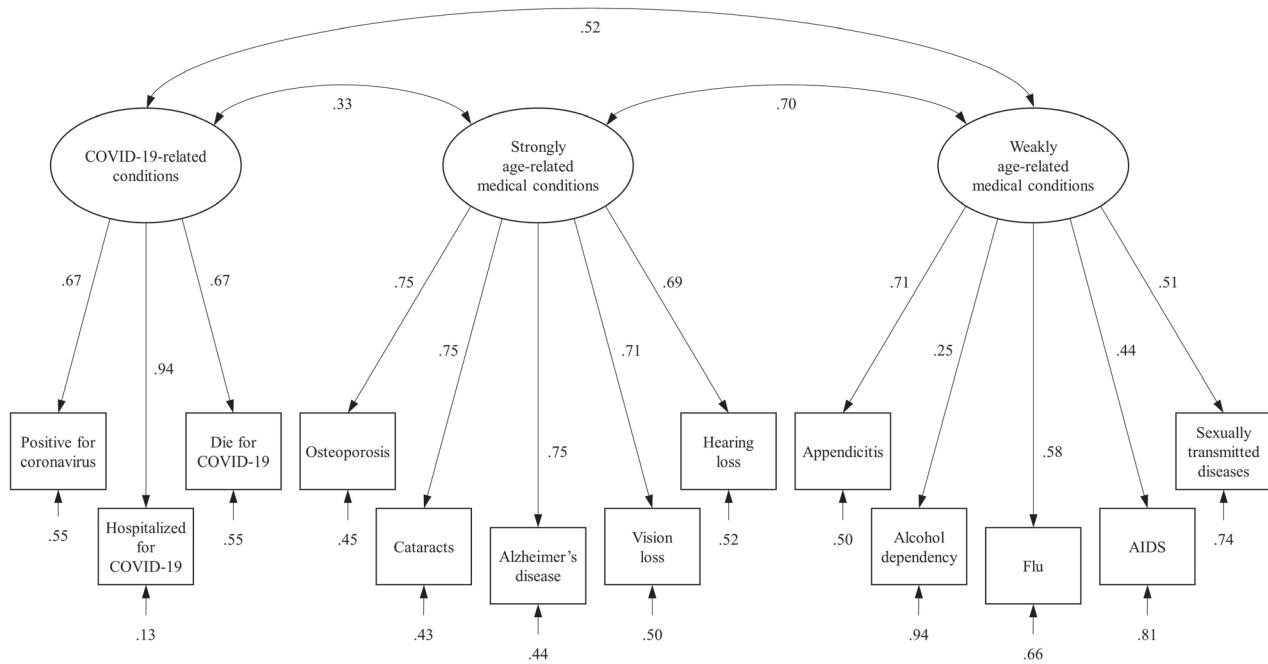 .52
.33
.70
COVID-19-related
conditions
Strongly
age-related
medical conditions
Weakly
age-related
medical conditions
.67
.67
.94
.75
.75
.75
.71
.69
.71
.25
.58
.44
.51
Positive for
coronavirus
Hospitalized
for
COVID-19
Die for
COVID-19
Osteoporosis
Cataracts
Alzheimer’s
disease
Vision
loss
Hearing
loss
Appendicitis
Alcohol
dependency
Flu
AIDS
Sexually
transmitted
diseases
.55
.13
.55
.45
.43
.44
.50
.52
.50
.94
.66
.81
.74